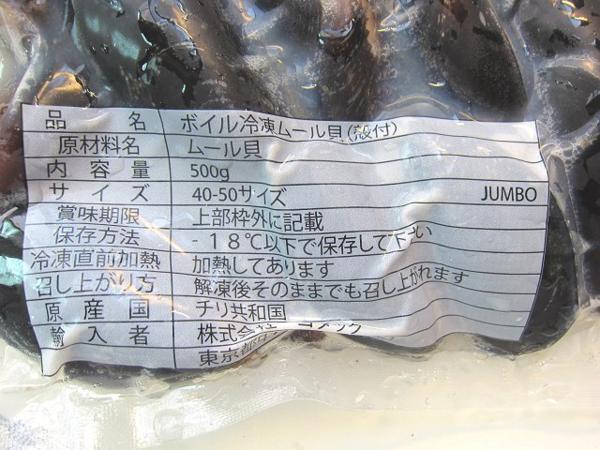 品 名 ボイル冷凍ムール貝(殻付)
原材料名 ムール貝
内容量 500g
サイズ 40-50サイズ JUMBO
賞味期限 上部枠外に記載
保存方法 -18℃以下で保存して下さい
冷凍直前加熱 加熱してあります
召し上がり方 解凍後そのままでも召し上がれます
原産国 チリ共和国
輸入者 株式会社
東京都